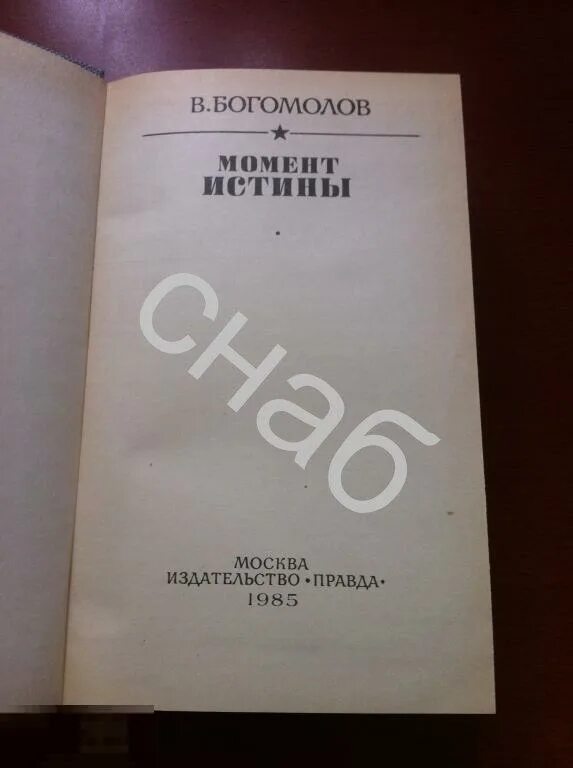 В. БОГОМОЛОВ
МОМЕНТ
ИСТИНЫ
снаб
МОСКВА
ИЗДАТЕЛЬСТВО «ПРАВДА»
1985